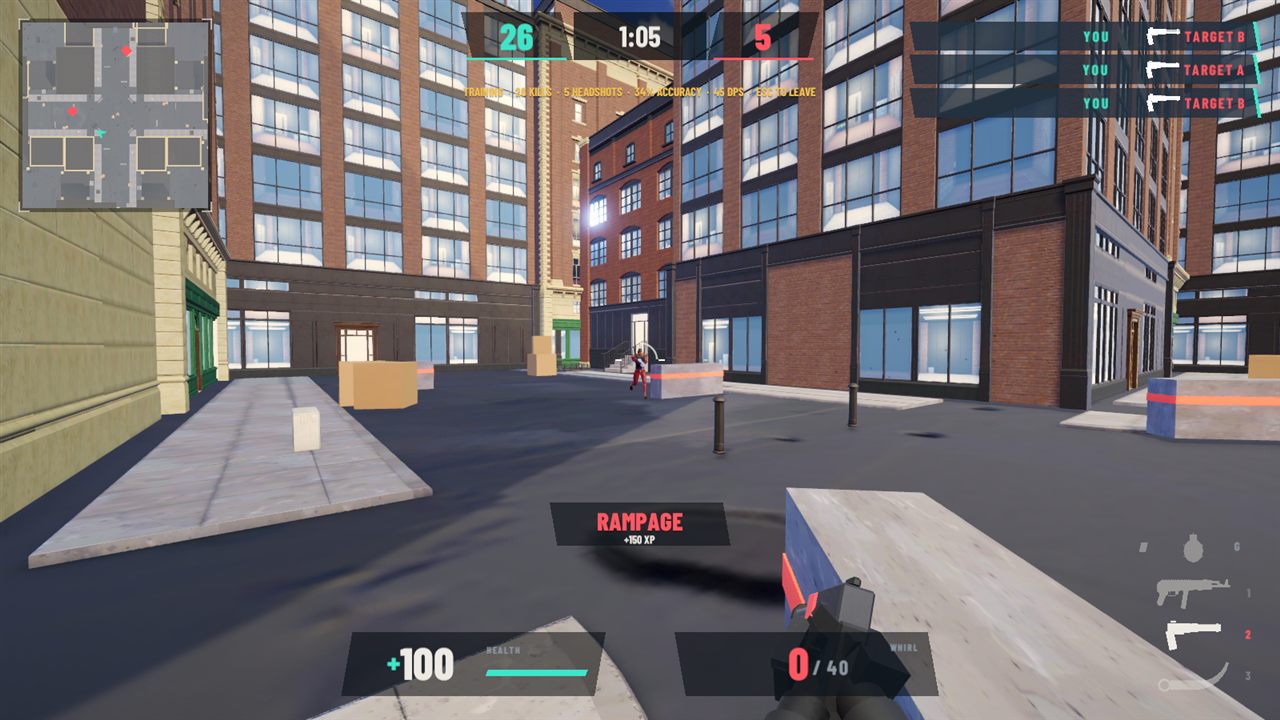 26 1:05 5
TRAINING · 26 KILLS · 5 HEADSHOTS · 34% ACCURACY · 45 DPS · ESC TO LEAVE
YOU TARGET B
YOU TARGET A
YOU TARGET B
RAMPAGE
+150 XP
G
1
2
3
+100 HEALTH
0 / 40 WHIRL